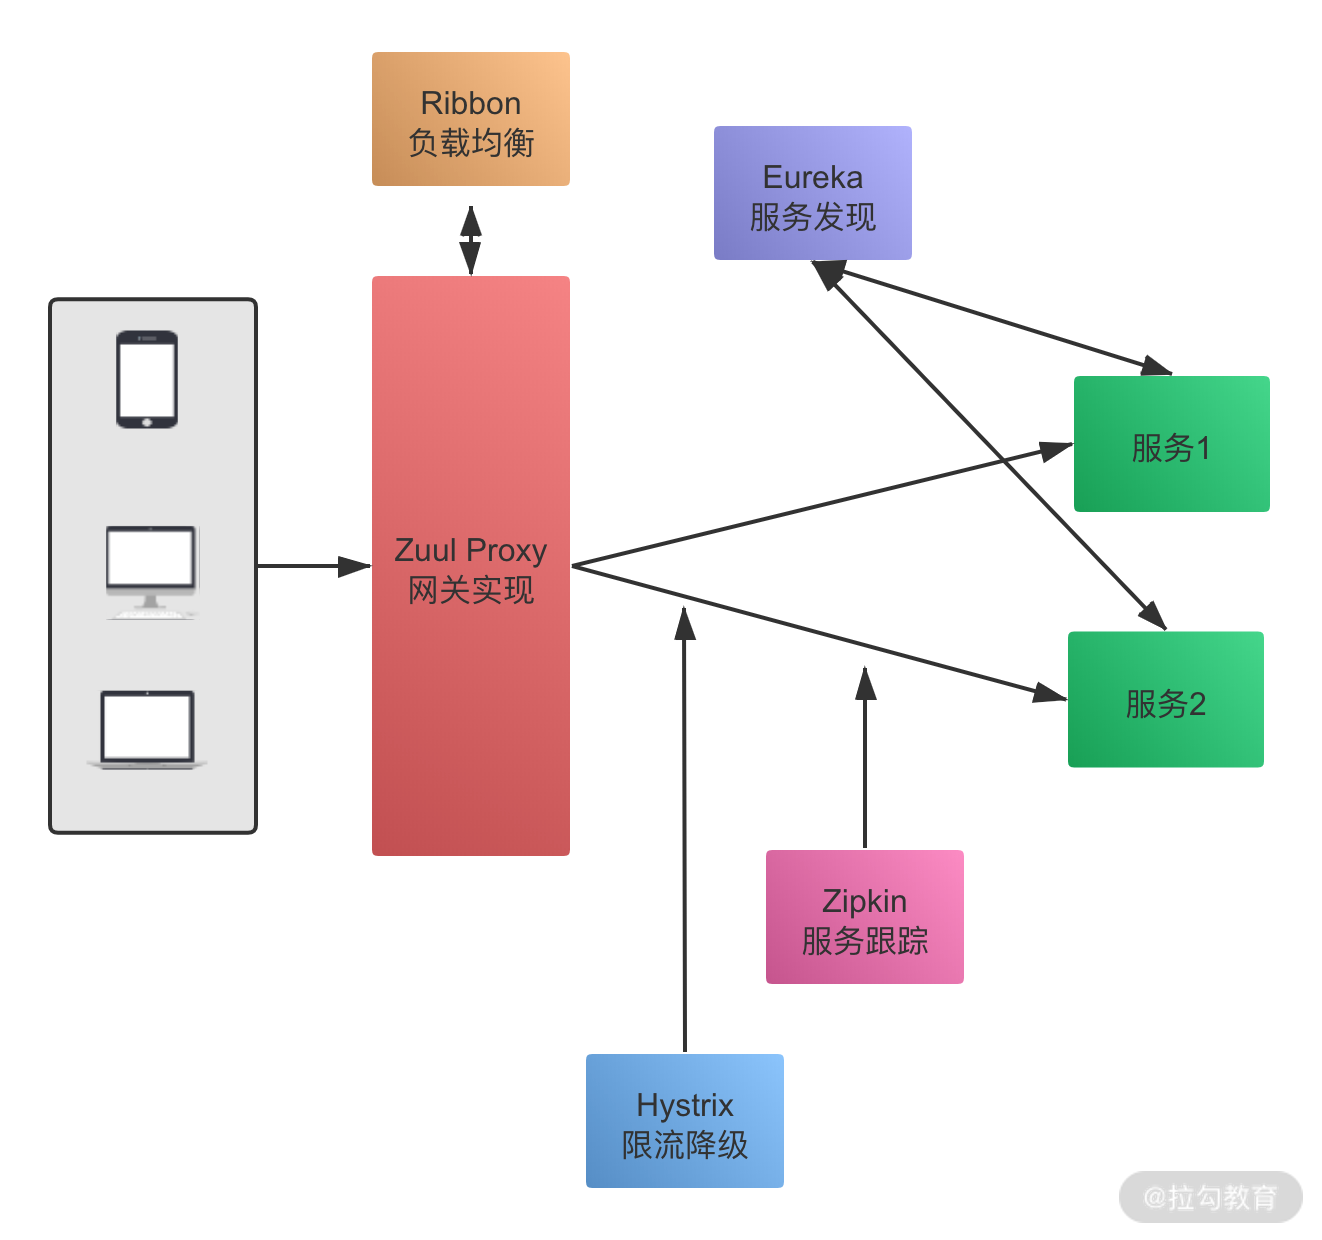 Ribbon
负载均衡
Eureka
服务发现
服务1
Zuul Proxy
网关实现
服务2
Zipkin
服务跟踪
Hystrix
限流降级
@拉勾教育